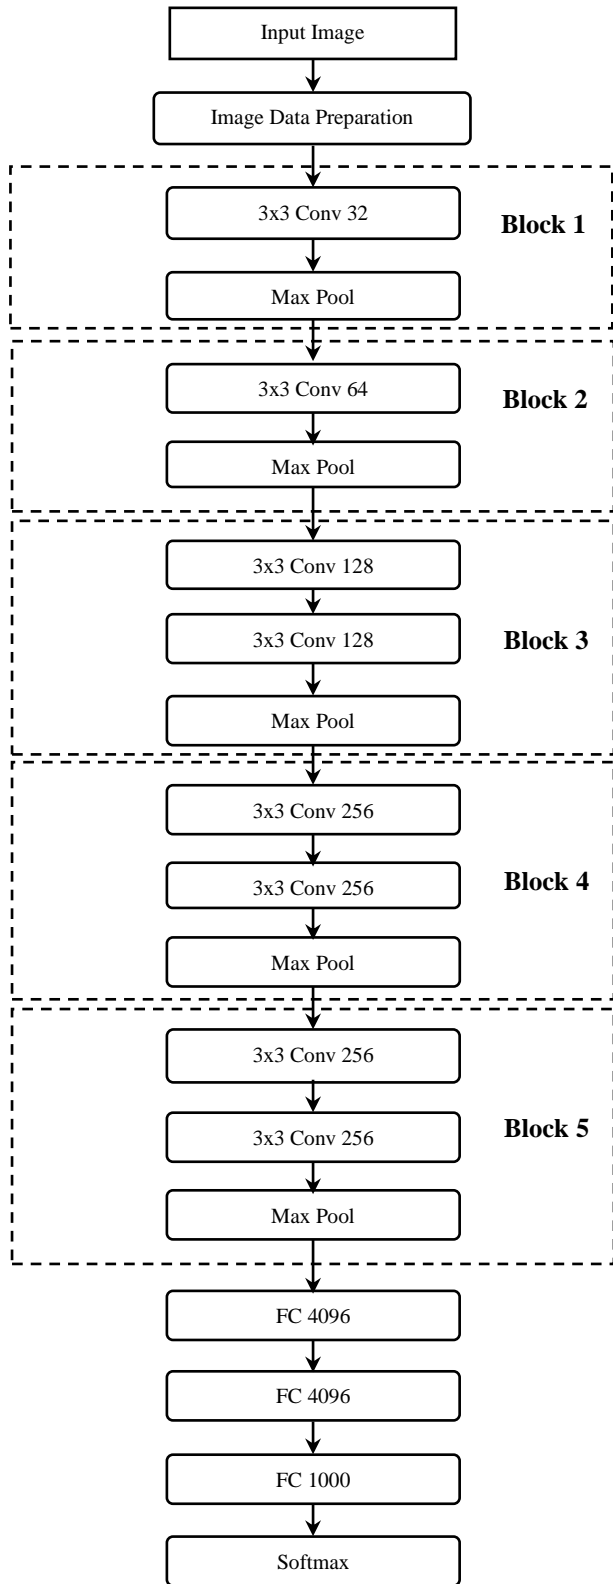 Input Image
Image Data Preparation
3x3 Conv 32
Block 1
Max Pool
3x3 Conv 64
Block 2
Max Pool
3x3 Conv 128
3x3 Conv 128
Block 3
Max Pool
3x3 Conv 256
3x3 Conv 256
Block 4
Max Pool
3x3 Conv 256
3x3 Conv 256
Block 5
Max Pool
FC 4096
FC 4096
FC 1000
Softmax